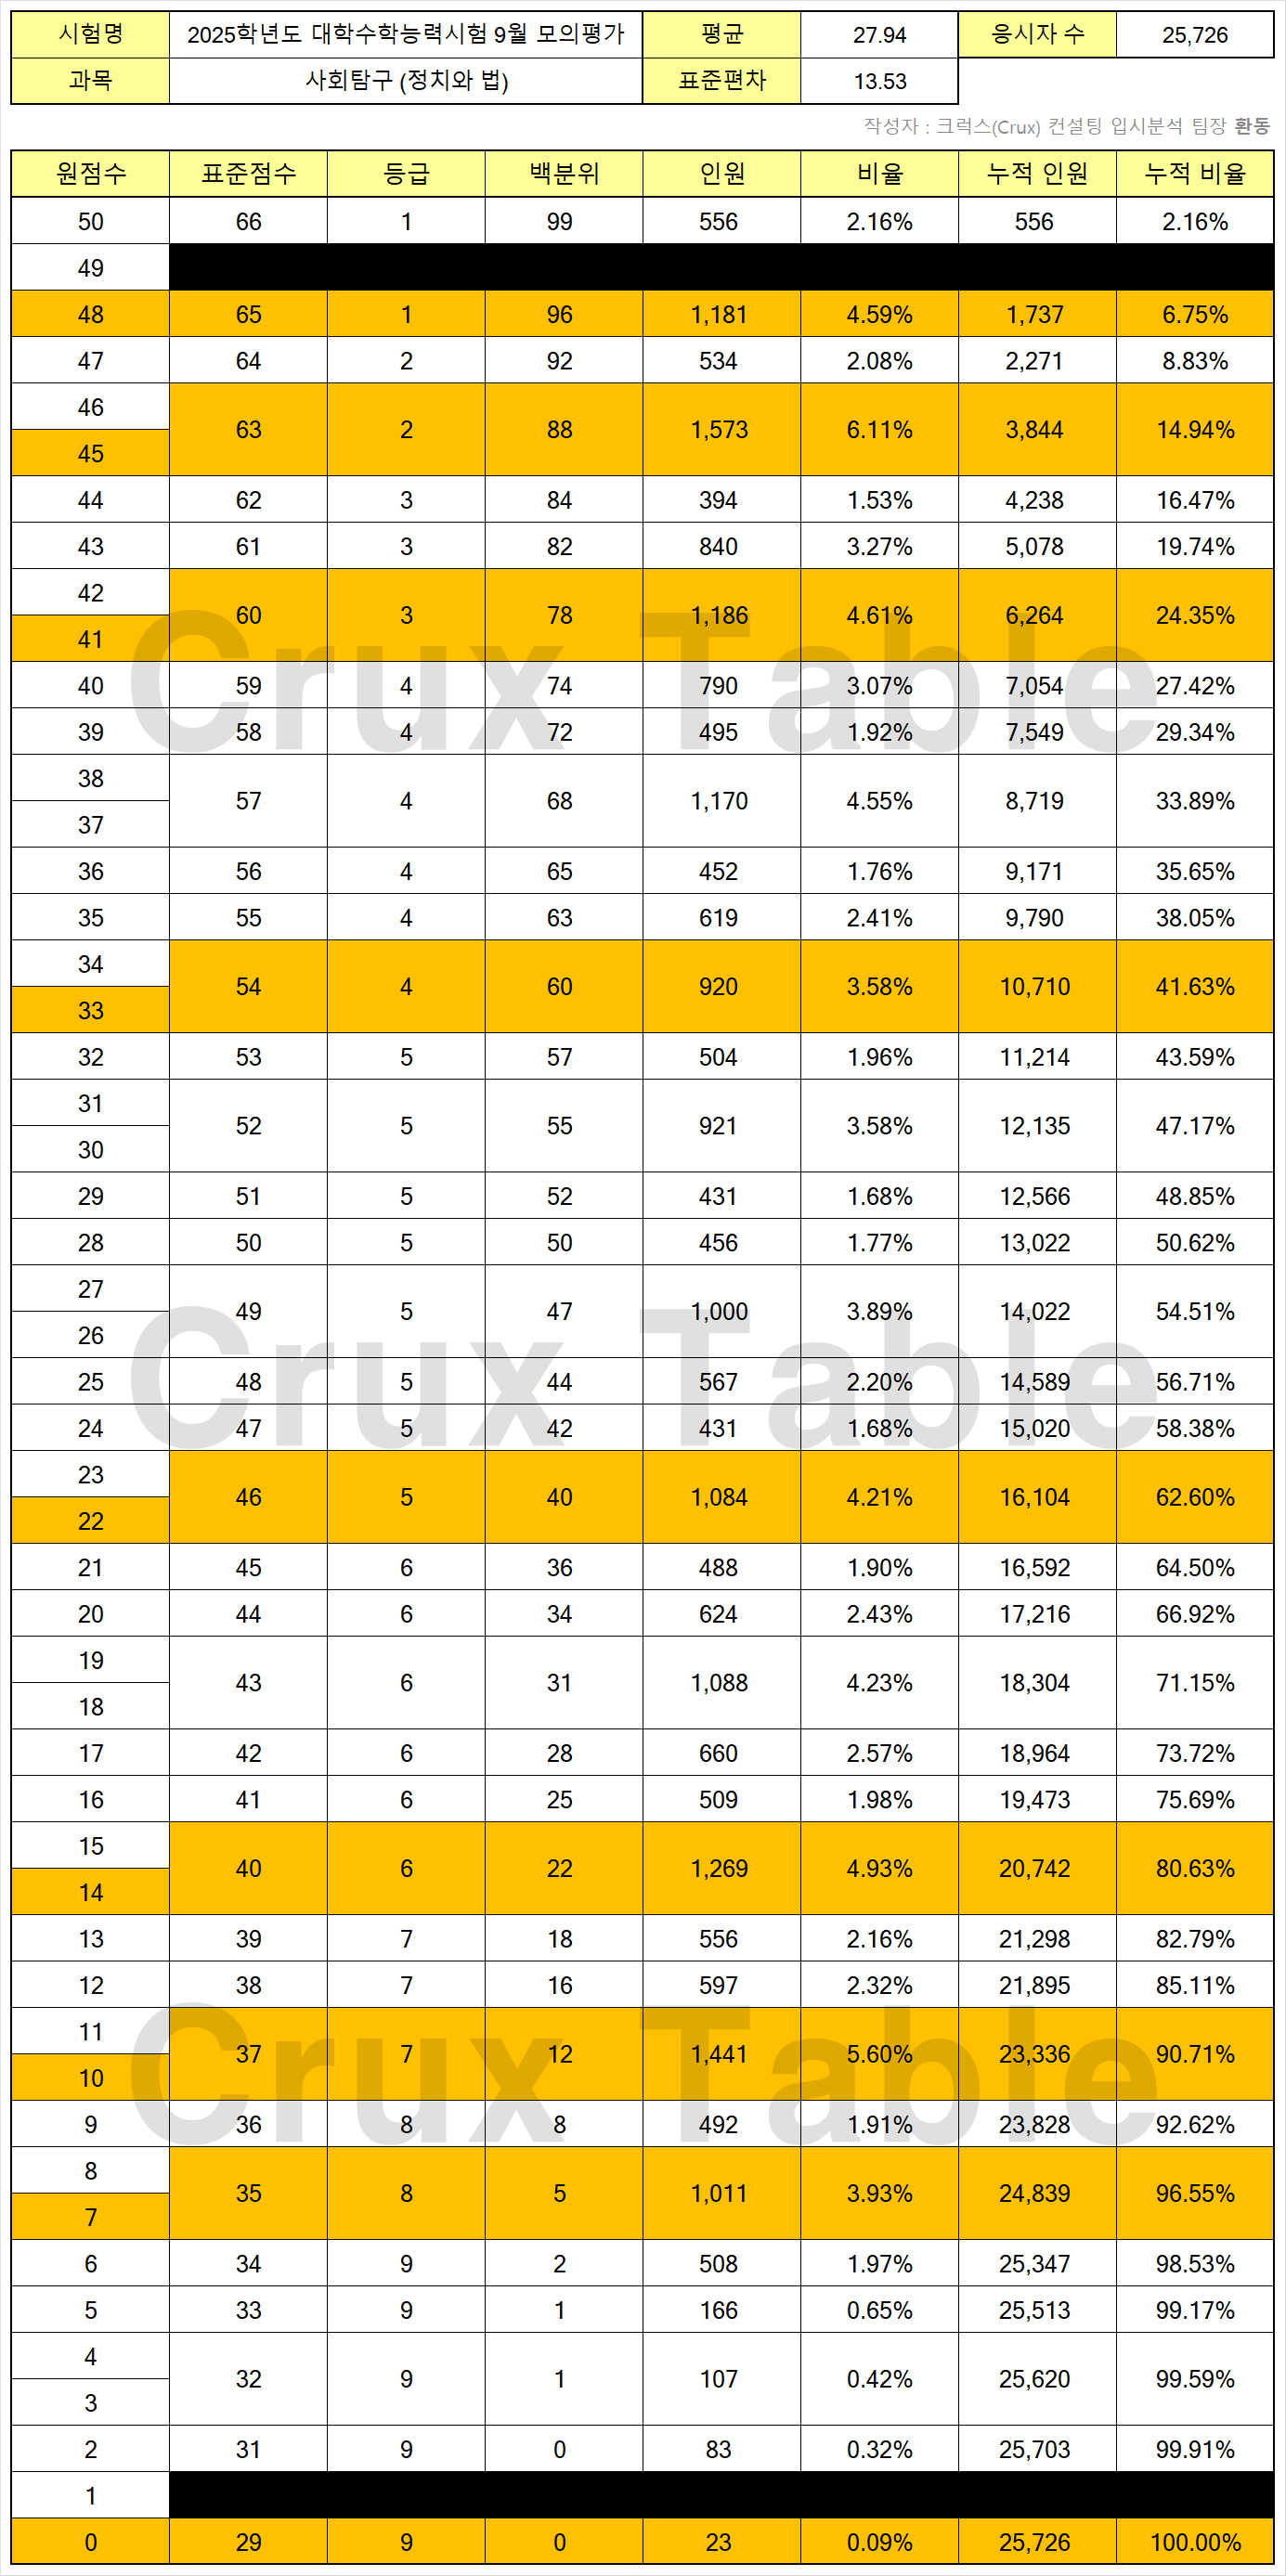 시험명 2025학년도 대학수학능력시험 9월 모의평가 평균 27.94 응시자 수 25,726
과목 사회탐구 (정치와 법) 표준편차 13.53
작성자 : 크럭스(Crux) 컨설팅 입시분석 팀장 환동
원점수 표준점수 등급 백분위 인원 비율 누적 인원 누적 비율
50 66 1 99 556 2.16% 556 2.16%
49
48 65 1 96 1,181 4.59% 1,737 6.75%
47 64 2 92 534 2.08% 2,271 8.83%
46
63 2 88 1,573 6.11% 3,844 14.94%
45
44 62 3 84 394 1.53% 4,238 16.47%
43 61 3 82 840 3.27% 5,078 19.74%
42
60 3 78 1,186 4.61% 6,264 24.35%
41
Crux Table
40 59 4 74 790 3.07% 7,054 27.42%
39 58 4 72 495 1.92% 7,549 29.34%
38
57 4 68 1,170 4.55% 8,719 33.89%
37
36 56 4 65 452 1.76% 9,171 35.65%
35 55 4 63 619 2.41% 9,790 38.05%
34
54 4 60 920 3.58% 10,710 41.63%
33
32 53 5 57 504 1.96% 11,214 43.59%
31
52 5 55 921 3.58% 12,135 47.17%
30
29 51 5 52 431 1.68% 12,566 48.85%
28 50 5 50 456 1.77% 13,022 50.62%
27
49 5 47 1,000 3.89% 14,022 54.51%
26
Crux Table
25 48 5 44 567 2.20% 14,589 56.71%
24 47 5 42 431 1.68% 15,020 58.38%
23
46 5 40 1,084 4.21% 16,104 62.60%
22
21 45 6 36 488 1.90% 16,592 64.50%
20 44 6 34 624 2.43% 17,216 66.92%
19
43 6 31 1,088 4.23% 18,304 71.15%
18
17 42 6 28 660 2.57% 18,964 73.72%
16 41 6 25 509 1.98% 19,473 75.69%
15
40 6 22 1,269 4.93% 20,742 80.63%
14
13 39 7 18 556 2.16% 21,298 82.79%
12 38 7 16 597 2.32% 21,895 85.11%
11
37 7 12 1,441 5.60% 23,336 90.71%
10
Crux Table
9 36 8 8 492 1.91% 23,828 92.62%
8
35 8 5 1,011 3.93% 24,839 96.55%
7
6 34 9 2 508 1.97% 25,347 98.53%
5 33 9 1 166 0.65% 25,513 99.17%
4
32 9 1 107 0.42% 25,620 99.59%
3
2 31 9 0 83 0.32% 25,703 99.91%
1
0 29 9 0 23 0.09% 25,726 100.00%